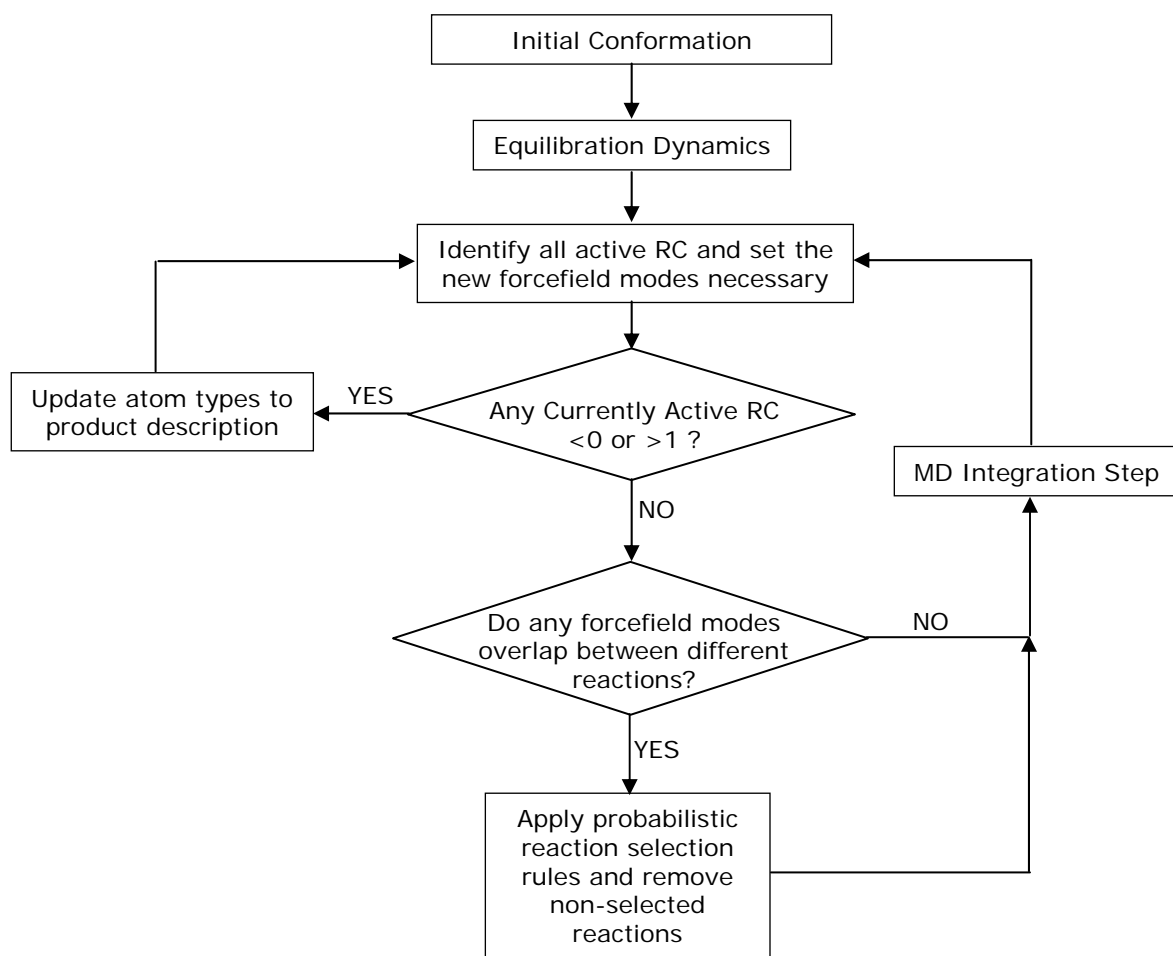 Initial Conformation
Equilibration Dynamics
Identify all active RC and set the
new forcefield modes necessary
Update atom types to
product description
YES
Any Currently Active RC
<0 or >1 ?
MD Integration Step
NO
Do any forcefield modes
overlap between different
reactions?
NO
YES
Apply probabilistic
reaction selection
rules and remove
non-selected
reactions